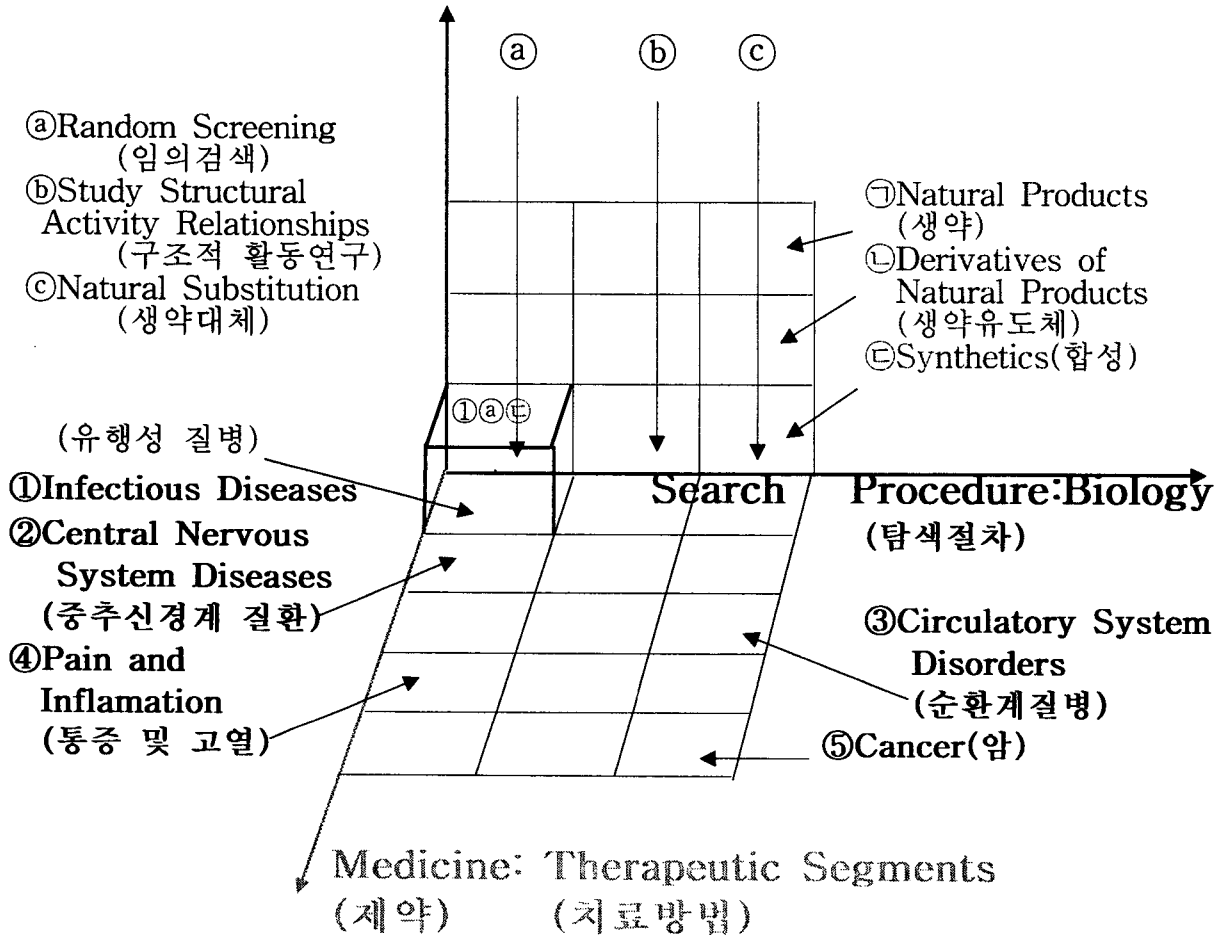 ⓐ ⓑ ⓒ
ⓐRandom Screening
(임의검색)
ⓑStudy Structural
Activity Relationships
(구조적 활동연구)
ⓒNatural Substitution
(생약대체)
㉠Natural Products
(생약)
㉡Derivatives of
Natural Products
(생약유도체)
㉢Synthetics(합성)
①ⓐ㉢
(유행성 질병)
①Infectious Diseases
②Central Nervous
System Diseases
(중추신경계 질환)
④Pain and
Inflamation
(통증 및 고열)
Search Procedure:Biology
(탐색절차)
③Circulatory System
Disorders
(순환계질병)
⑤Cancer(암)
Medicine: Therapeutic Segments
(제약) (치료방법)